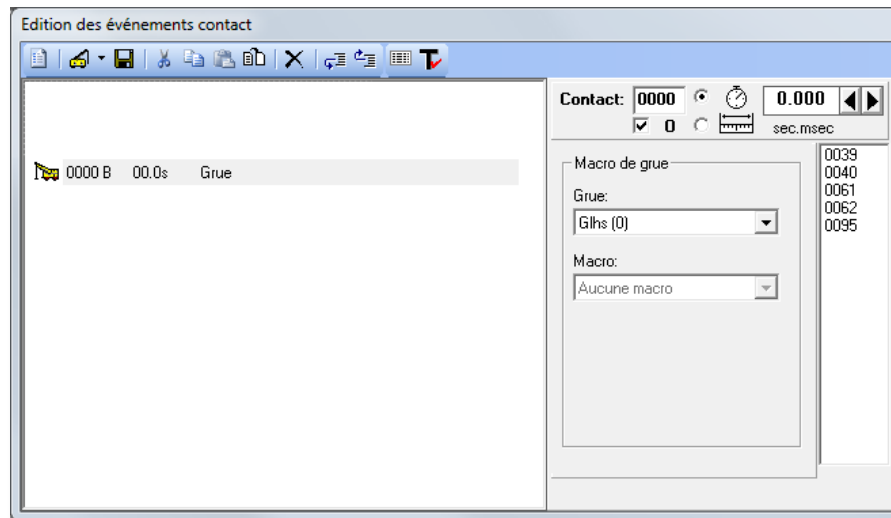 Edition des événements contact
Contact: 0000 0.000
0 sec.msec
0000 B 00.0s Grue
Macro de grue
Grue:
Glhs (0)
Macro:
Aucune macro
0039
0040
0061
0062
0095